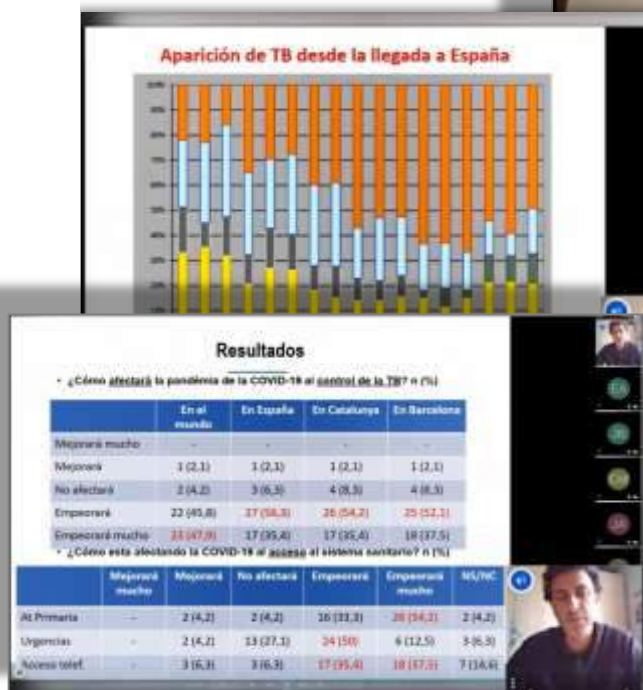 Aparición de TB desde la llegada a España
Resultados
• ¿Cómo afectará la pandémia de la COVID-19 al control de la TB? n (%)
En el mundo En España En Catalunya En Barcelona
Mejorará mucho - - - -
Mejorará 1 (2,1) 1 (2,1) 1 (2,1) 1 (2,1)
No afectará 2 (4,2) 3 (6,3) 4 (8,3) 4 (8,3)
Empeorará 22 (45,8) 27 (56,3) 26 (54,2) 25 (52,1)
Empeorará mucho 23 (47,9) 17 (35,4) 17 (35,4) 18 (37,5)
• ¿Cómo esta afectando la COVID-19 al acceso al sistema sanitario? n (%)
Mejorará mucho Mejorará No afectará Empeorará Empeorará mucho NS/NC
At Primaria - 2 (4,2) 2 (4,2) 16 (33,3) 26 (54,2) 2 (4,2)
Urgencias - 2 (4,2) 13 (27,1) 24 (50) 6 (12,5) 3 (6,3)
Acceso telef. - 3 (6,3) 3 (6,3) 17 (35,4) 18 (37,5) 7 (14,6)